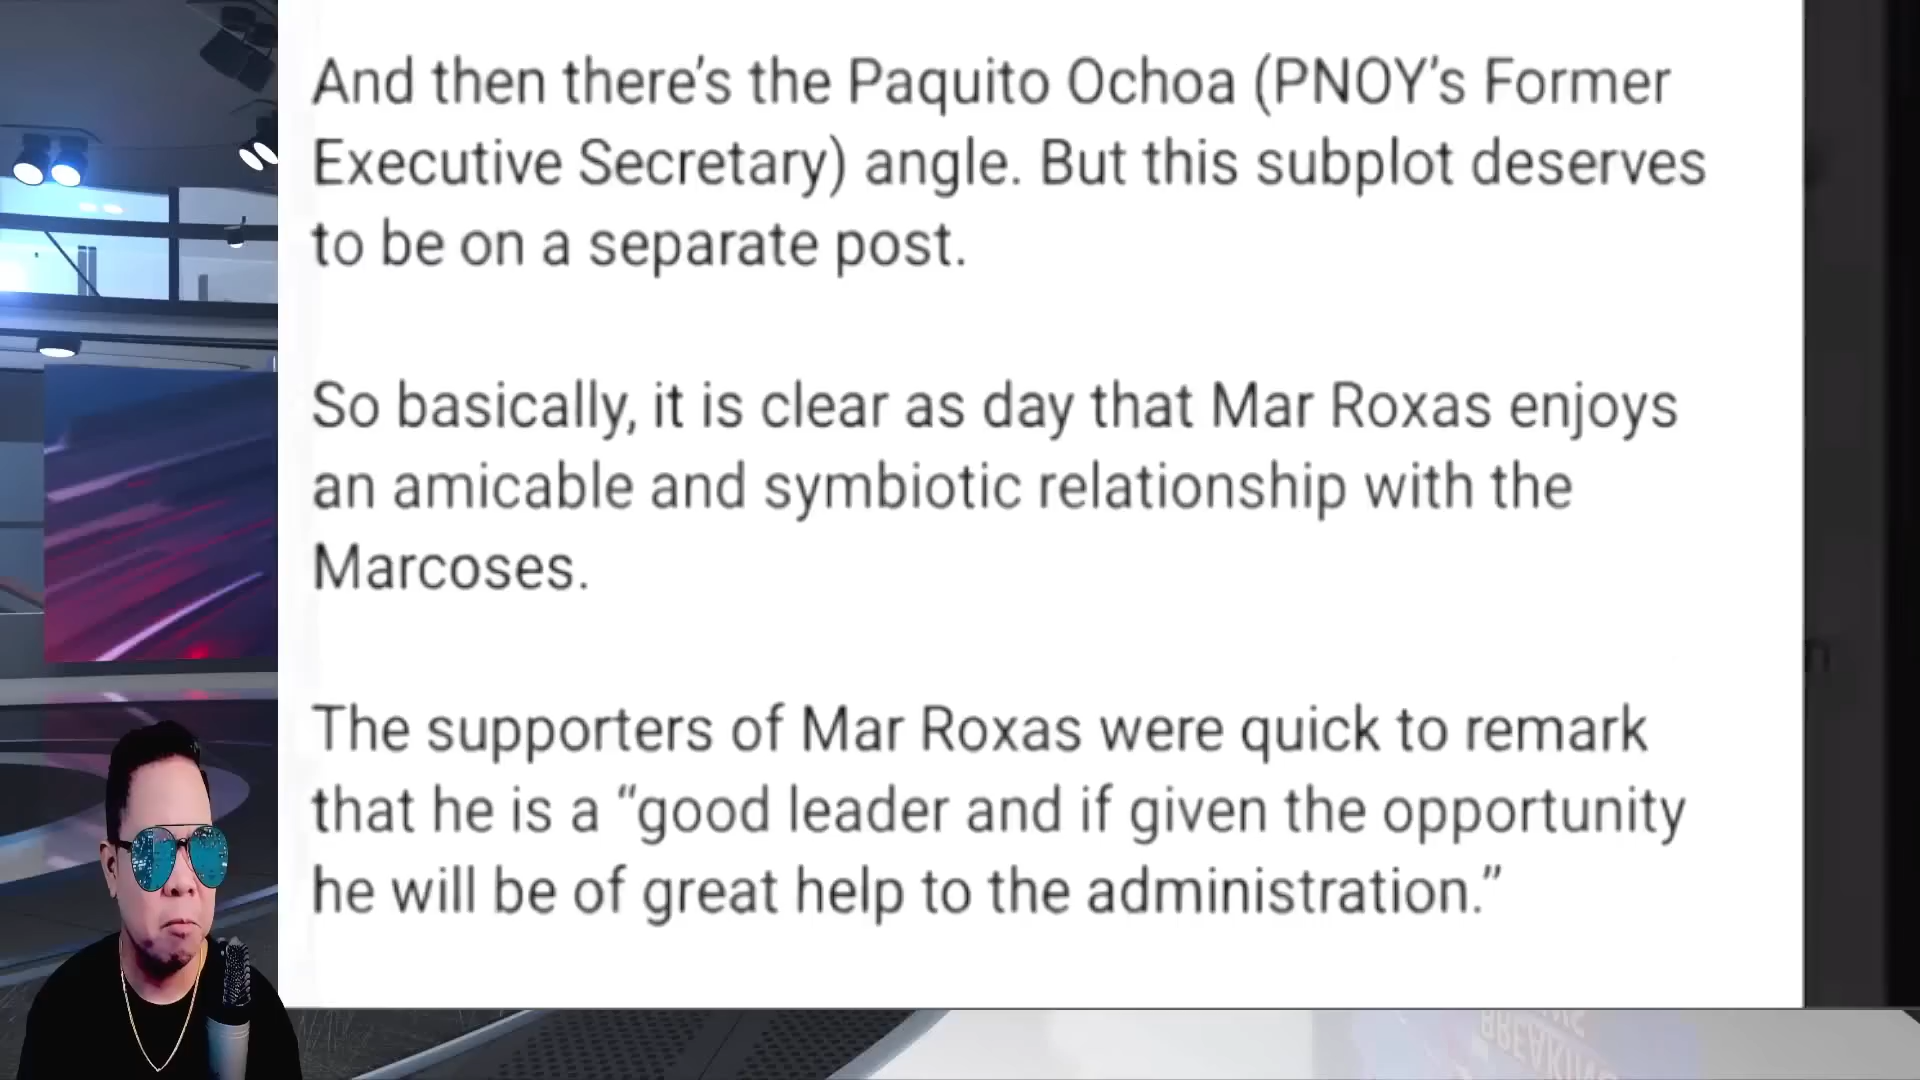 And then there's the Paquito Ochoa (PNOY's Former
Executive Secretary) angle. But this subplot deserves
to be on a separate post.
So basically, it is clear as day that Mar Roxas enjoys
an amicable and symbiotic relationship with the
Marcoses.
The supporters of Mar Roxas were quick to remark
that he is a “good leader and if given the opportunity
he will be of great help to the administration.”